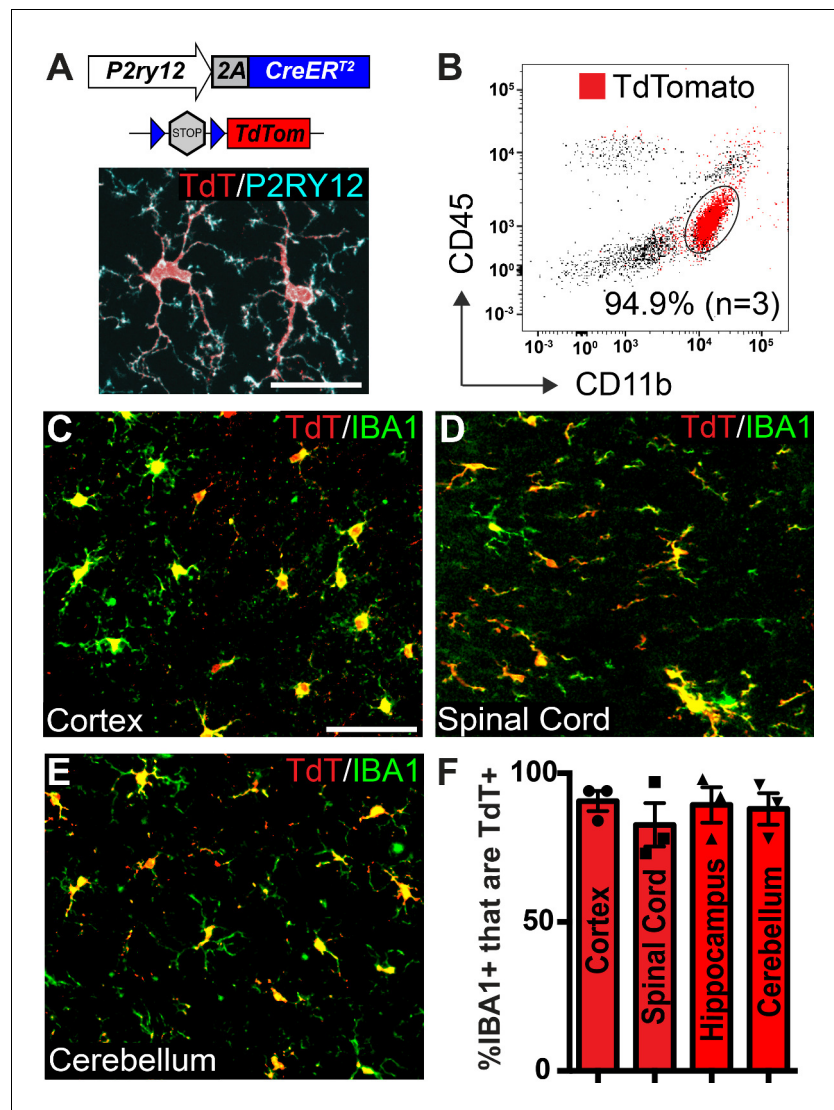 A
P2ry12 2A CreERT2
STOP TdTom
TdT/P2RY12
B
TdTomato
CD45
10^5
10^4
10^3
10^0
10^-3
94.9% (n=3)
10^-3 10^0 10^3 10^4 10^5
CD11b
C TdT/IBA1
Cortex
D TdT/IBA1
Spinal Cord
E TdT/IBA1
Cerebellum
F
%IBA1+ that are TdT+
100
50
0
Cortex
Spinal Cord
Hippocampus
Cerebellum